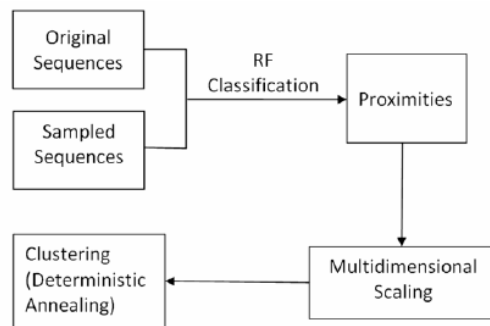 Original
Sequences
RF
Classification
Proximities
Sampled
Sequences
Clustering
(Deterministic
Annealing)
Multidimensional
Scaling